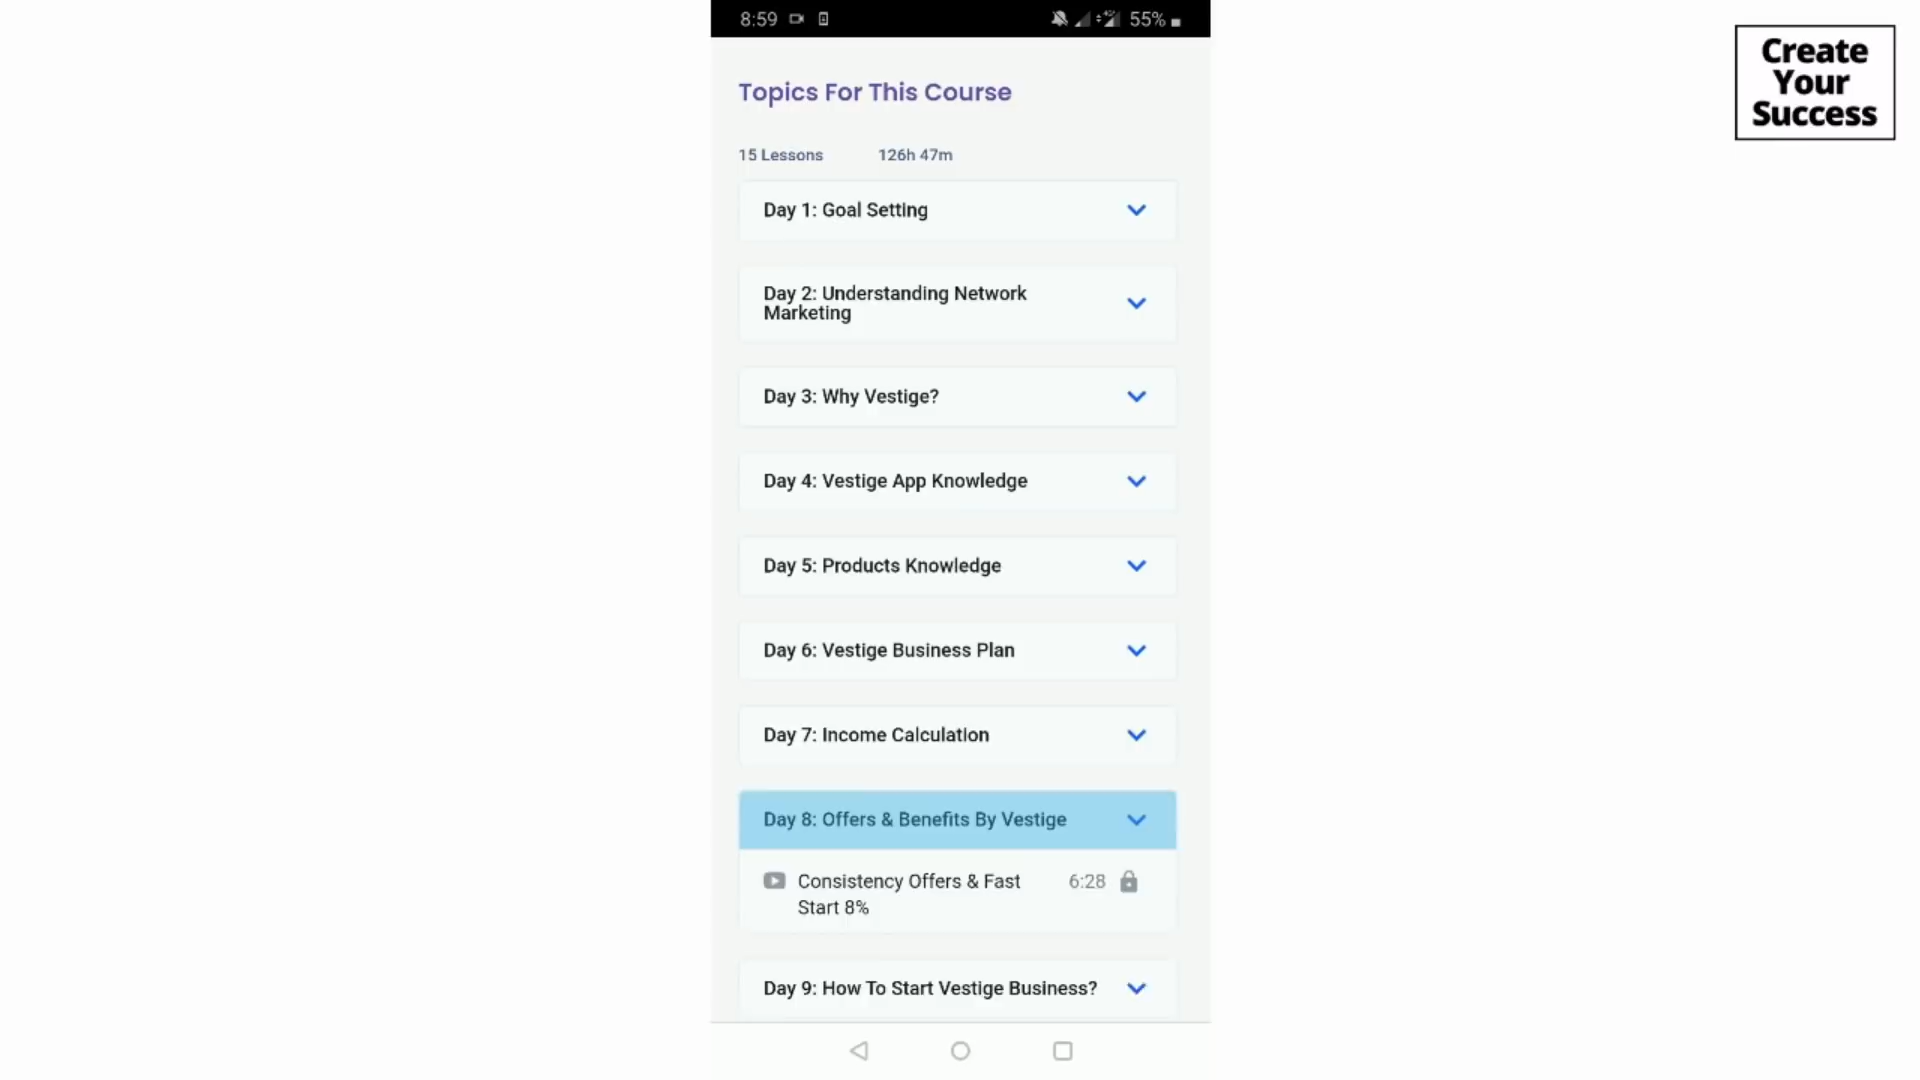 8:59
55%
Create
Your
Success
Topics For This Course
15 Lessons 126h 47m
Day 1: Goal Setting
Day 2: Understanding Network
Marketing
Day 3: Why Vestige?
Day 4: Vestige App Knowledge
Day 5: Products Knowledge
Day 6: Vestige Business Plan
Day 7: Income Calculation
Day 8: Offers & Benefits By Vestige
Consistency Offers & Fast 6:28
Start 8%
Day 9: How To Start Vestige Business?